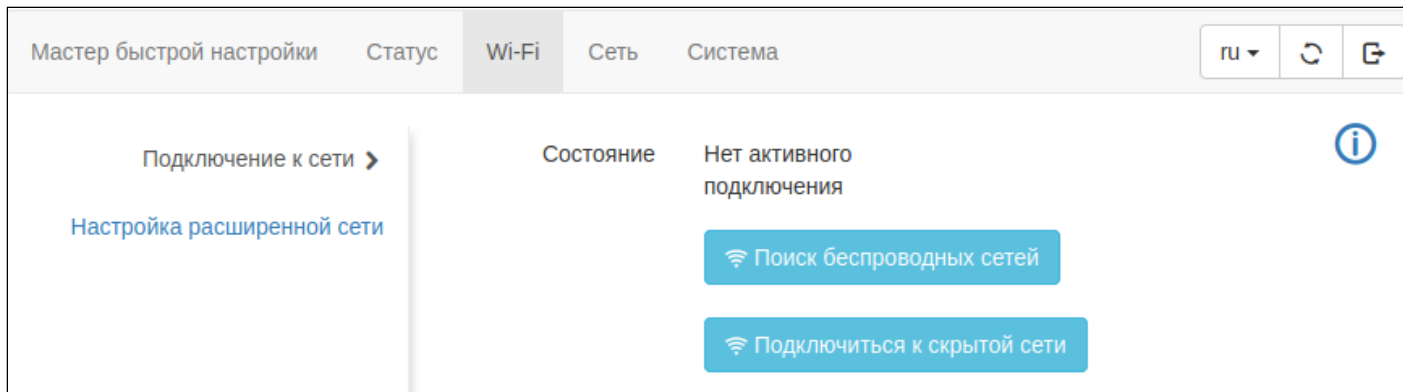 Мастер быстрой настройки Статус Wi-Fi Сеть Система ru
Подключение к сети
Настройка расширенной сети
Состояние Нет активного
подключения
Поиск беспроводных сетей
Подключиться к скрытой сети